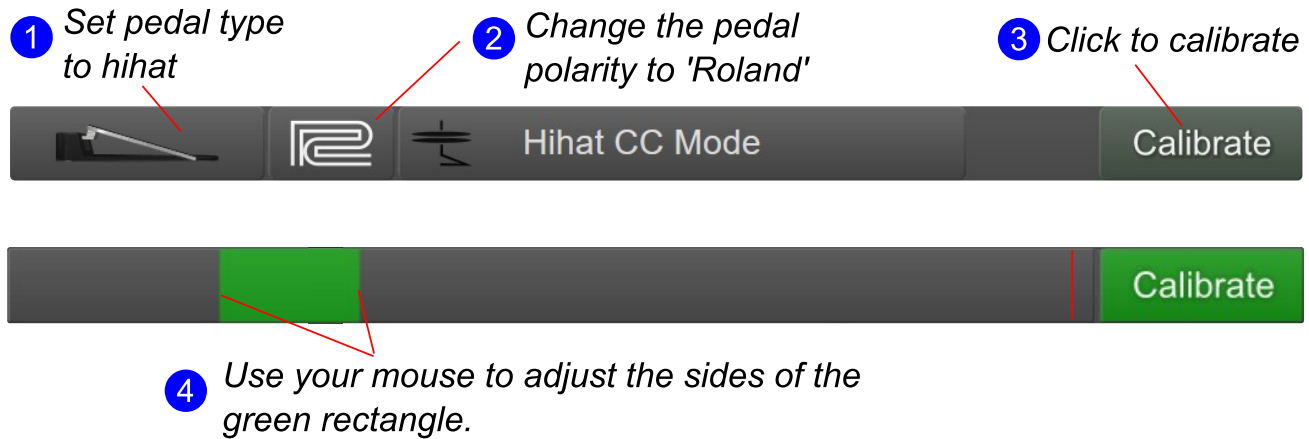 1 Set pedal type
to hihat
2 Change the pedal
polarity to 'Roland'
3 Click to calibrate
Hihat CC Mode
Calibrate
Calibrate
4 Use your mouse to adjust the sides of the
green rectangle.